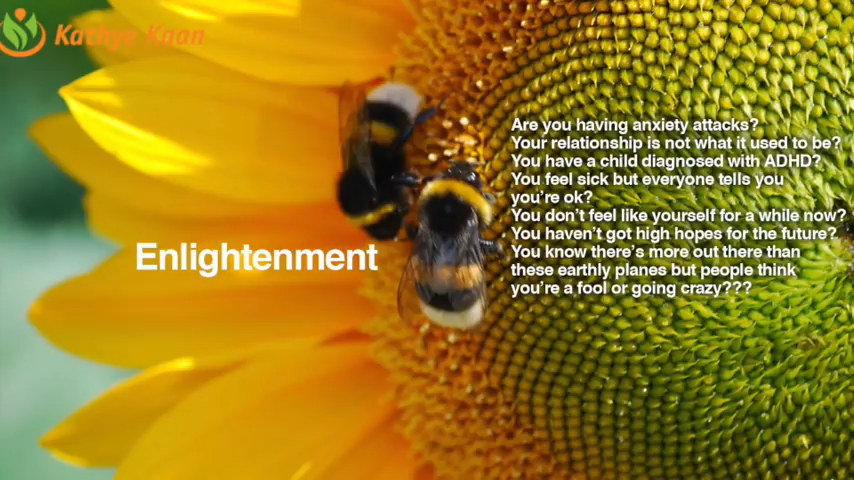 Kathye Kaan
Enlightenment
Are you having anxiety attacks?
Your relationship is not what it used to be?
You have a child diagnosed with ADHD?
You feel sick but everyone tells you
you're ok?
You don't feel like yourself for a while now?
You haven't got high hopes for the future?
You know there's more out there than
these earthly planes but people think
you're a fool or going crazy???